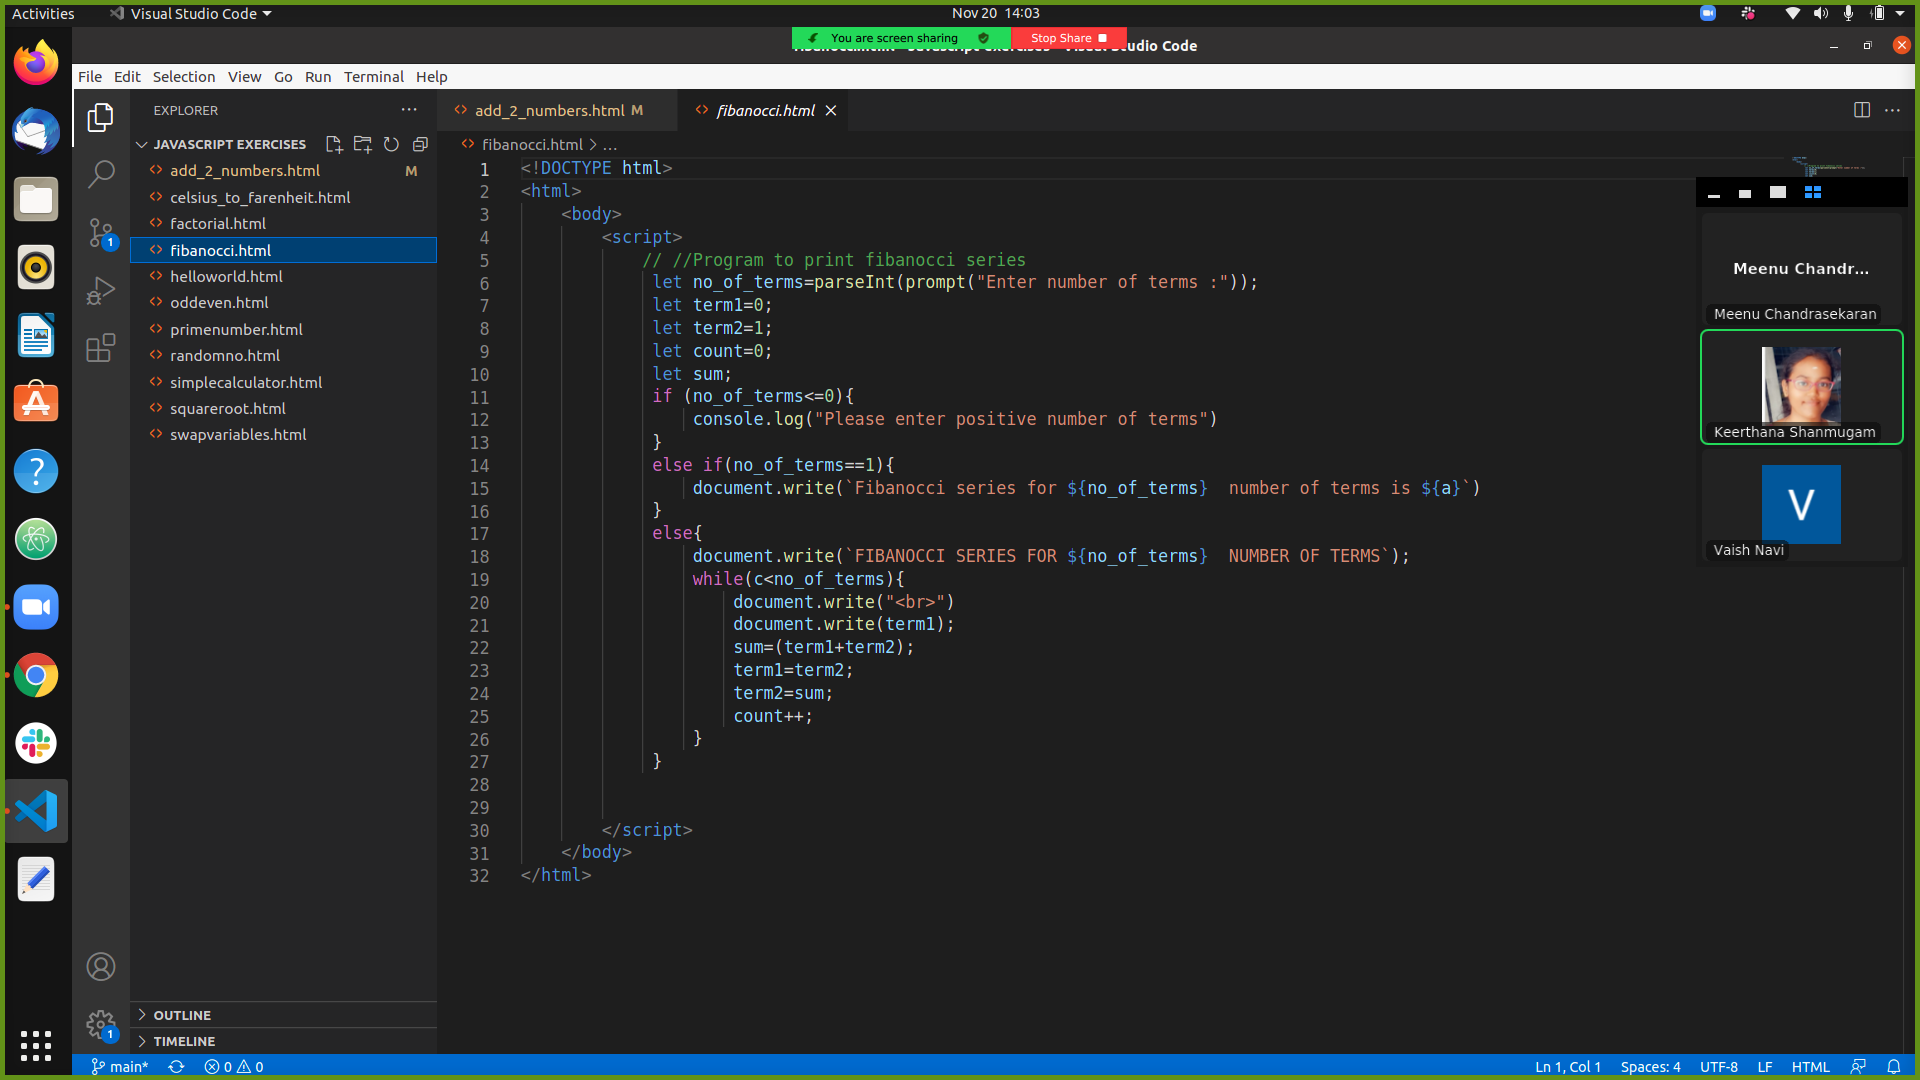 Activities
Visual Studio Code
Nov 20 14:03
You are screen sharing
Stop Share
Visual Studio Code
File Edit Selection View Go Run Terminal Help
EXPLORER
JAVASCRIPT EXERCISES
add_2_numbers.html M
celsius_to_farenheit.html
factorial.html
fibanocci.html
helloworld.html
oddeven.html
primenumber.html
randomno.html
simplecalculator.html
squareroot.html
swapvariables.html
OUTLINE
TIMELINE
add_2_numbers.html M
fibanocci.html
fibanocci.html > ...
1 <!DOCTYPE html>
2 <html>
3 <body>
4 <script>
5 // //Program to print fibanocci series
6 let no_of_terms=parseInt(prompt("Enter number of terms :"));
7 let term1=0;
8 let term2=1;
9 let count=0;
10 let sum;
11 if (no_of_terms<=0){
12 console.log("Please enter positive number of terms")
13 }
14 else if(no_of_terms==1){
15 document.write(`Fibanocci series for ${no_of_terms}  number of terms is ${a}`)
16 }
17 else{
18 document.write(`FIBANOCCI SERIES FOR ${no_of_terms}  NUMBER OF TERMS`);
19 while(c<no_of_terms){
20 document.write("<br>")
21 document.write(term1);
22 sum=(term1+term2);
23 term1=term2;
24 term2=sum;
25 count++;
26 }
27 }
28
29
30 </script>
31 </body>
32 </html>
Meenu Chandr...
Meenu Chandrasekaran
Keerthana Shanmugam
V
Vaish Navi
1
1
main* 0 0
Ln 1, Col 1 Spaces: 4 UTF-8 LF HTML